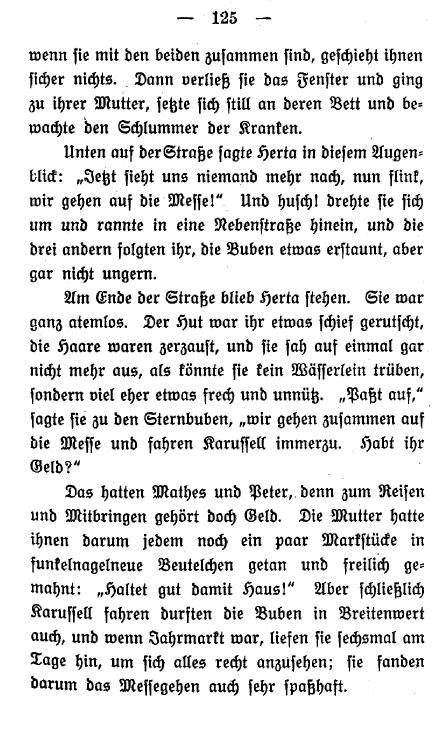 — 125 —
wenn sie mit den beiden zusammen sind, geschieht ihnen
sicher nichts. Dann verließ sie das Fenster und ging
zu ihrer Mutter, setzte sich still an deren Bett und be-
wachte den Schlummer der Kranken.
Unten auf der Straße sagte Herta in diesem Augen-
blick: „Jetzt sieht uns niemand mehr nach, nun flink,
wir gehen auf die Messe!“ Und husch! drehte sie sich
um und rannte in eine Nebenstraße hinein, und die
drei andern folgten ihr, die Buben etwas erstaunt, aber
gar nicht ungern.
Am Ende der Straße blieb Herta stehen. Sie war
ganz atemlos. Der Hut war ihr etwas schief gerutscht,
die Haare waren zerzaust, und sie sah auf einmal gar
nicht mehr aus, als könnte sie kein Wässerlein trüben,
sondern viel eher etwas frech und unnütz. „Paßt auf,“
sagte sie zu den Sternbuben, „wir gehen zusammen auf
die Messe und fahren Karussell immerzu. Habt ihr
Geld?“
Das hatten Mathes und Peter, denn zum Reisen
und Mitbringen gehört doch Geld. Die Mutter hatte
ihnen darum jedem noch ein paar Markstücke in
funkelnagelneue Beutelchen getan und freilich ge-
mahnt: „Haltet gut damit Haus!“ Aber schließlich
Karussell fahren durften die Buben in Breitenwert
auch, und wenn Jahrmarkt war, liefen sie sechsmal am
Tage hin, um sich alles recht anzusehen; sie fanden
darum das Messegehen auch sehr spaßhaft.